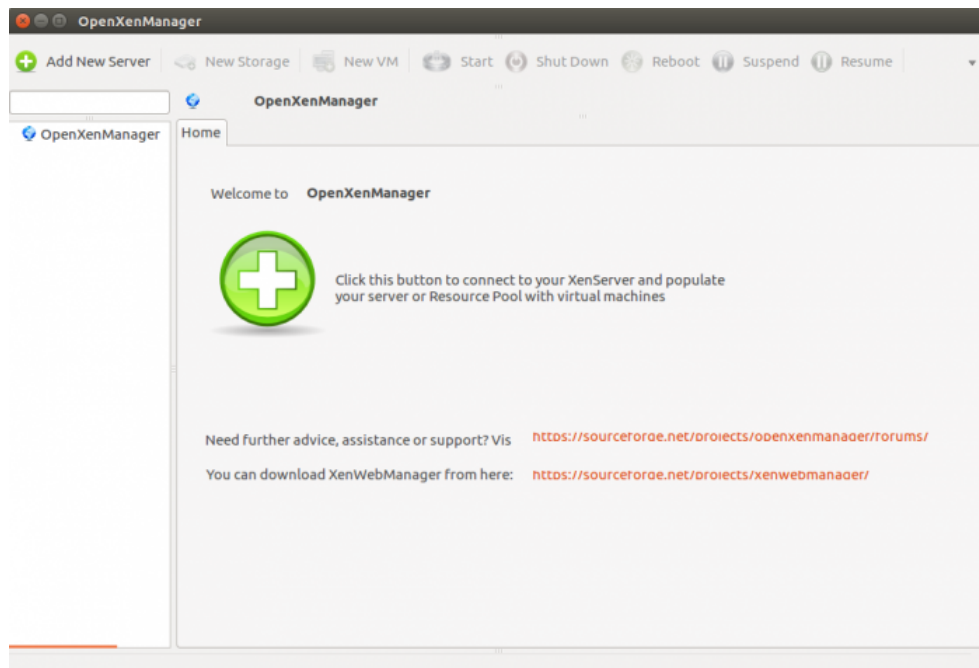 OpenXenManager
Add New Server New Storage New VM Start Shut Down Reboot Suspend Resume
OpenXenManager
OpenXenManager
Home
Welcome to OpenXenManager
Click this button to connect to your XenServer and populate
your server or Resource Pool with virtual machines
Need further advice, assistance or support? Vis https://sourceforge.net/projects/openxenmanager/forums/
You can download XenWebManager from here: https://sourceforge.net/projects/xenwebmanager/